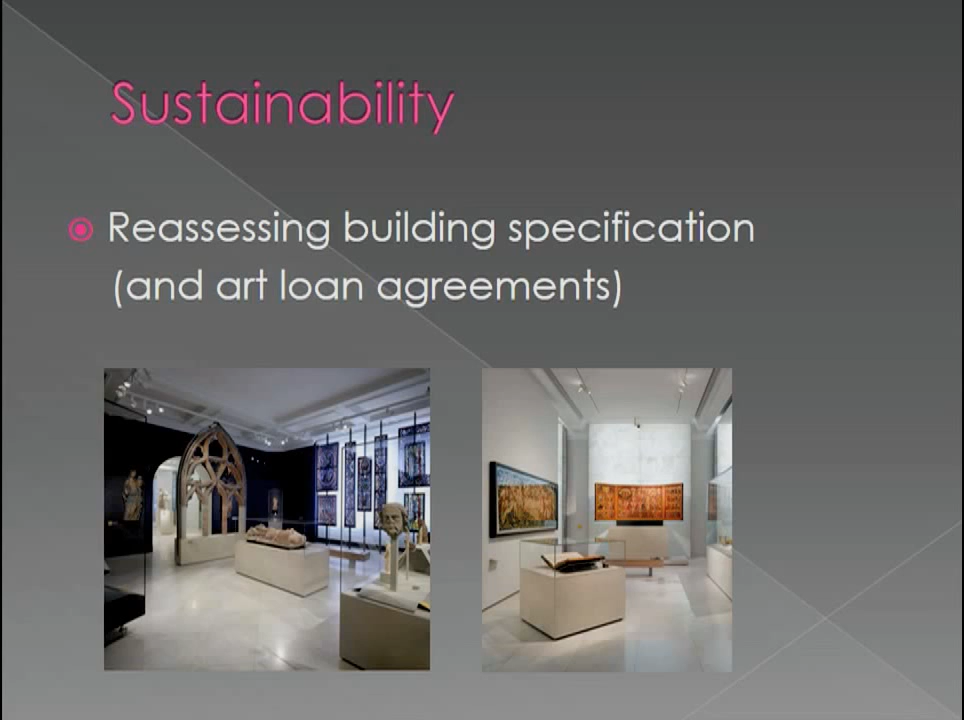 Sustainability
Reassessing building specification
(and art loan agreements)